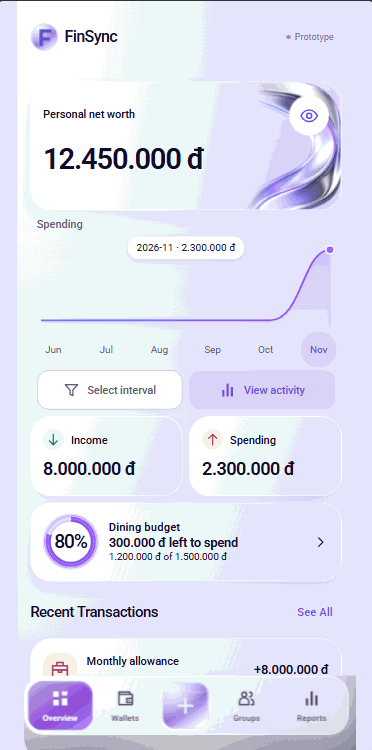 FinSync
Prototype
Personal net worth
12.450.000 đ
Spending
2026-11 · 2.300.000 đ
Jun Jul Aug Sep Oct Nov
Select interval
View activity
Income
8.000.000 đ
Spending
2.300.000 đ
80%
Dining budget
300.000 đ left to spend
1.200.000 đ of 1.500.000 đ
Recent Transactions
See All
Monthly allowance
+8.000.000 đ
Overview Wallets Groups Reports